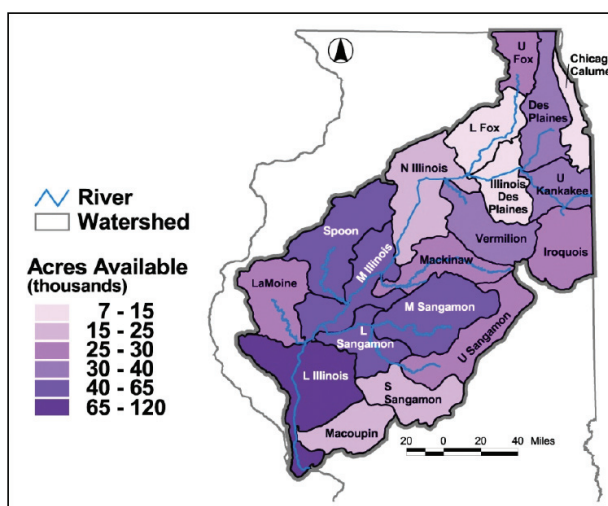 U
Fox
Chicago
Calume
Des
Plaines
L Fox
N Illinois
Illinois
Des
Plaines
U
Kankakee
River
Watershed
Spoon
M Illinois
Vermilion
Iroquois
Mackinaw
Acres Available
(thousands)
LaMoine
7 - 15
15 - 25
25 - 30
30 - 40
40 - 65
65 - 120
M Sangamon
L
Sangamon
U Sangamon
L Illinois
S
Sangamon
Macoupin
20 0 20 40 Miles